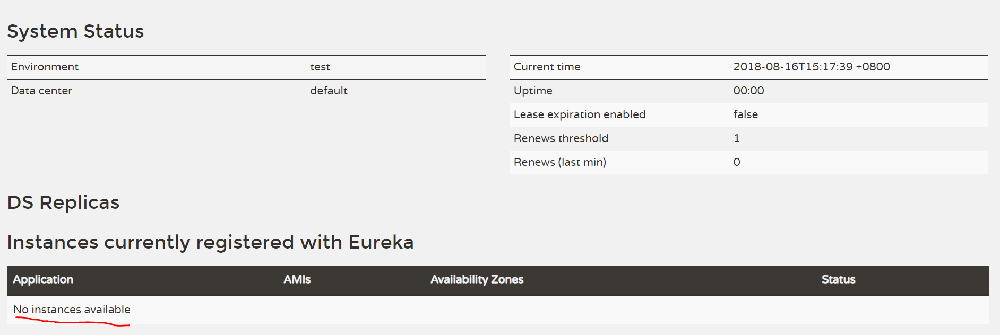 System Status
Environment test
Data center default
Current time 2018-08-16T15:17:39 +0800
Uptime 00:00
Lease expiration enabled false
Renews threshold 1
Renews (last min) 0
DS Replicas
Instances currently registered with Eureka
Application AMIs Availability Zones Status
No instances available